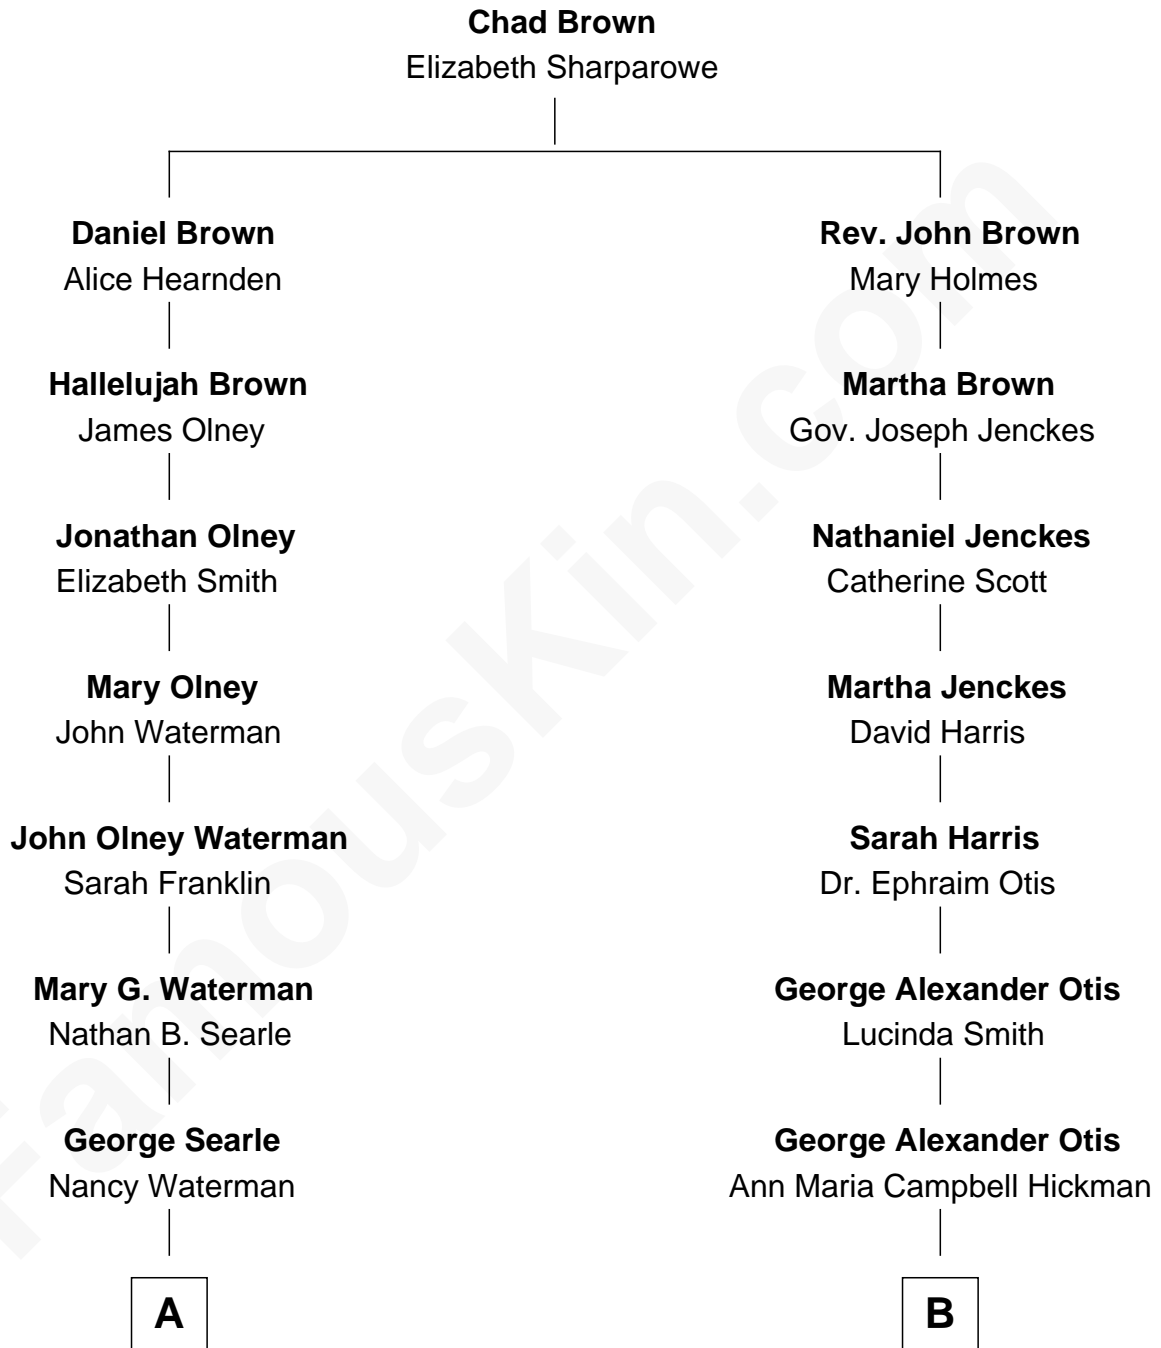 Chad Brown
Elizabeth Sharparowe
Daniel Brown
Alice Hearnden
Hallelujah Brown
James Olney
Jonathan Olney
Elizabeth Smith
Mary Olney
John Waterman
John Olney Waterman
Sarah Franklin
Mary G. Waterman
Nathan B. Searle
George Searle
Nancy Waterman
A
Rev. John Brown
Mary Holmes
Martha Brown
Gov. Joseph Jenckes
Nathaniel Jenckes
Catherine Scott
Martha Jenckes
David Harris
Sarah Harris
Dr. Ephraim Otis
George Alexander Otis
Lucinda Smith
George Alexander Otis
Ann Maria Campbell Hickman
B
FamousKin.com